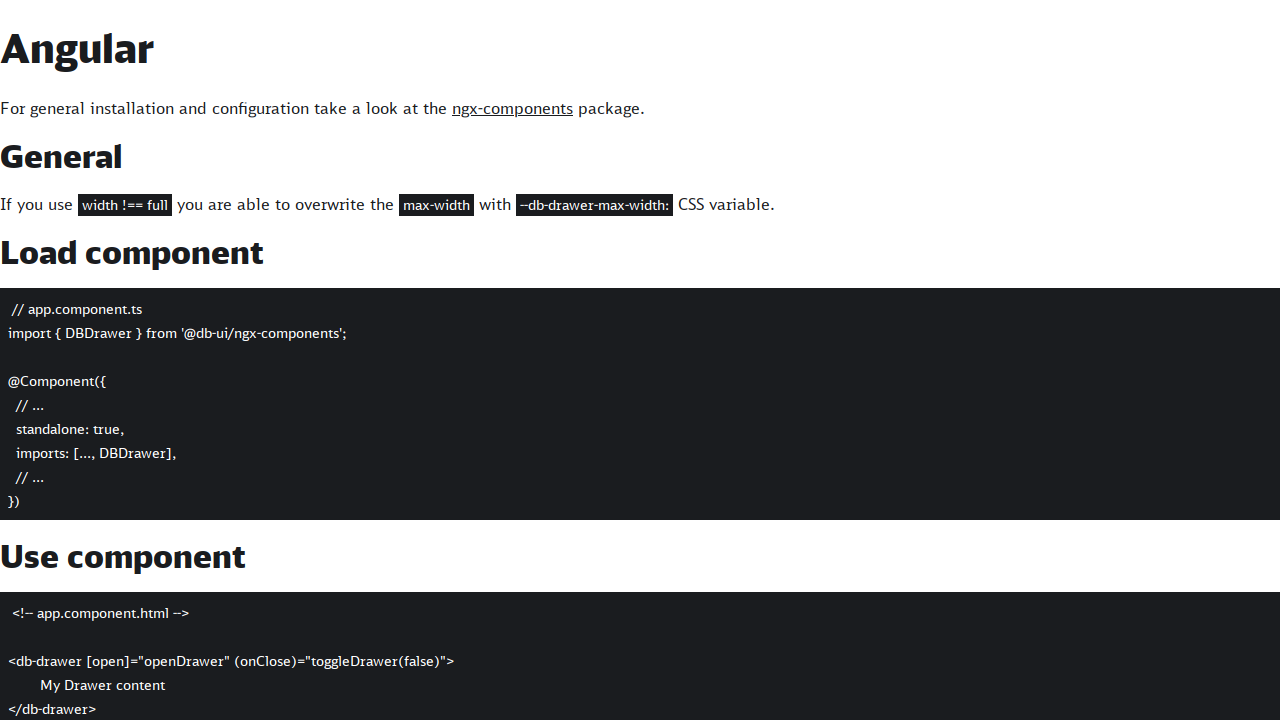 Angular
For general installation and configuration take a look at the ngx-components package.
General
If you use width !== full you are able to overwrite the max-width with --db-drawer-max-width: CSS variable.
Load component
// app.component.ts
import { DBDrawer } from '@db-ui/ngx-components';
@Component({
// ...
standalone: true,
imports: [..., DBDrawer],
// ...
})
Use component
<!-- app.component.html -->
<db-drawer [open]="openDrawer" (onClose)="toggleDrawer(false)">
My Drawer content
</db-drawer>